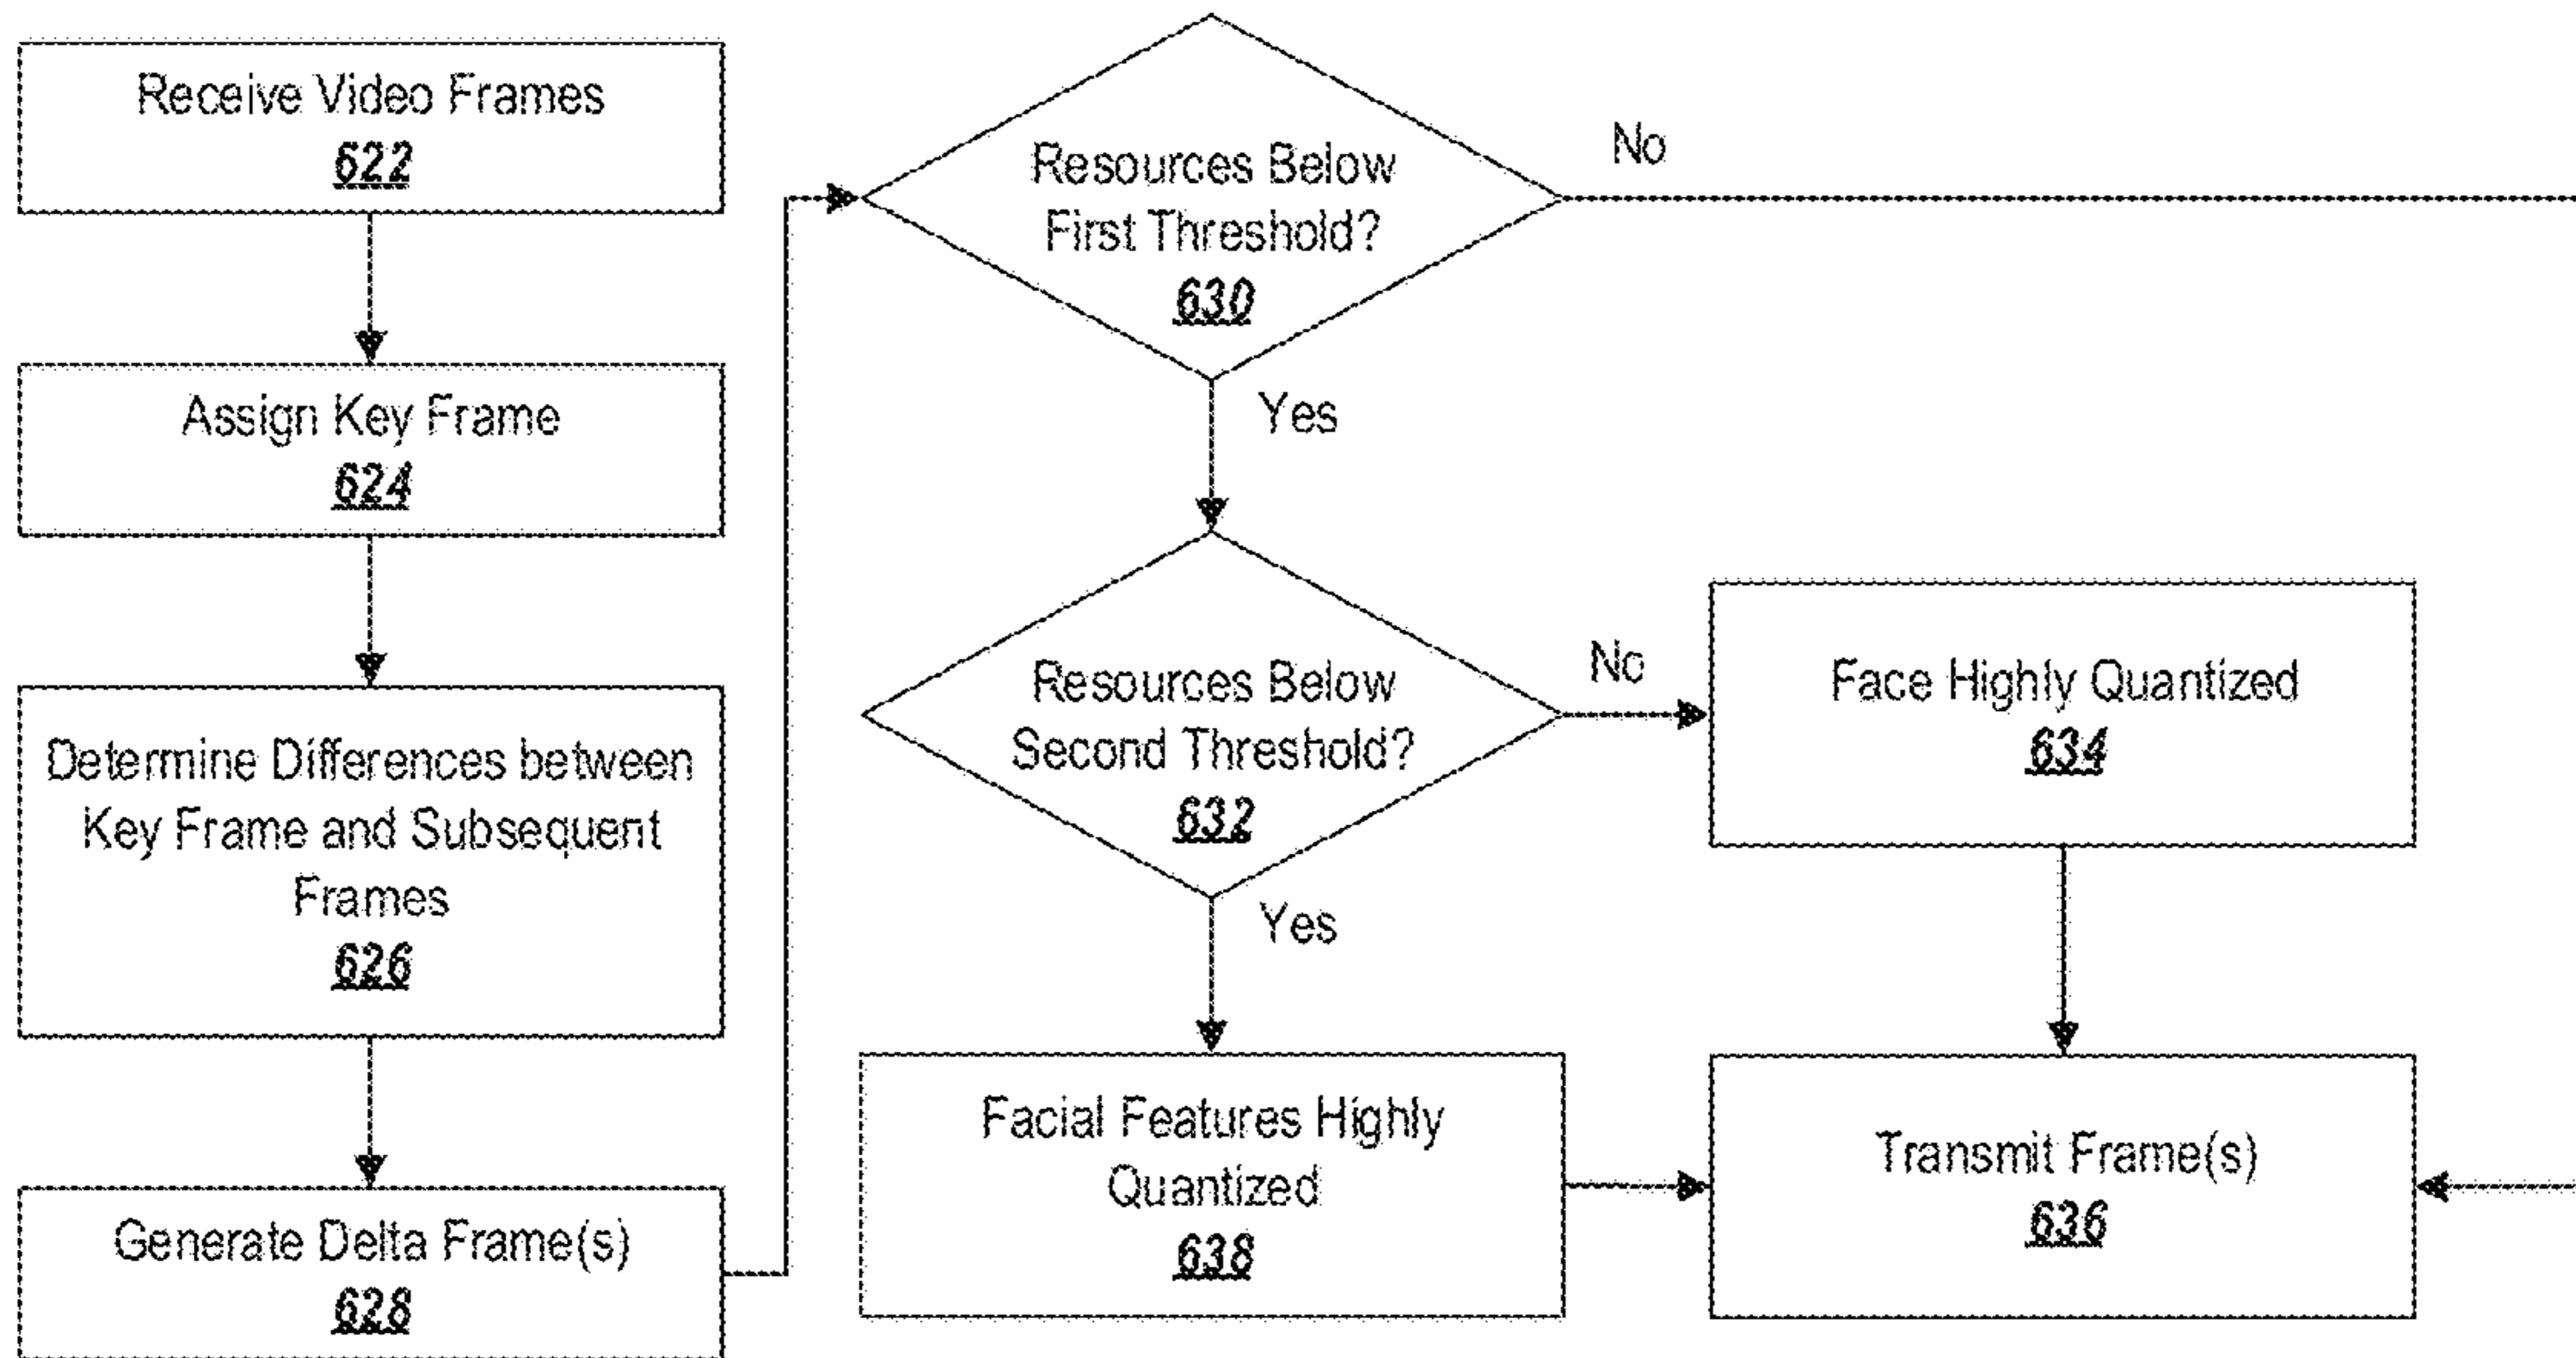 Receive Video Frames
622
Assign Key Frame
624
Determine Differences between
Key Frame and Subsequent
Frames
626
Generate Delta Frame(s)
628
Resources Below
First Threshold?
630
No
Yes
Resources Below
Second Threshold?
632
No
Yes
Face Highly Quantized
634
Facial Features Highly
Quantized
638
Transmit Frame(s)
636